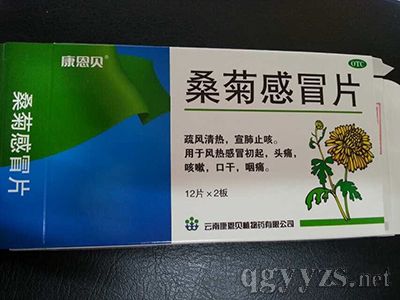 康恩贝
OTC
桑菊感冒片
桑菊感冒片
疏风清热，宣肺止咳。
用于风热感冒初起，头痛，
咳嗽，口干，咽痛。
12片×2板
云南康恩贝植物药有限公司
qgyyzs.net